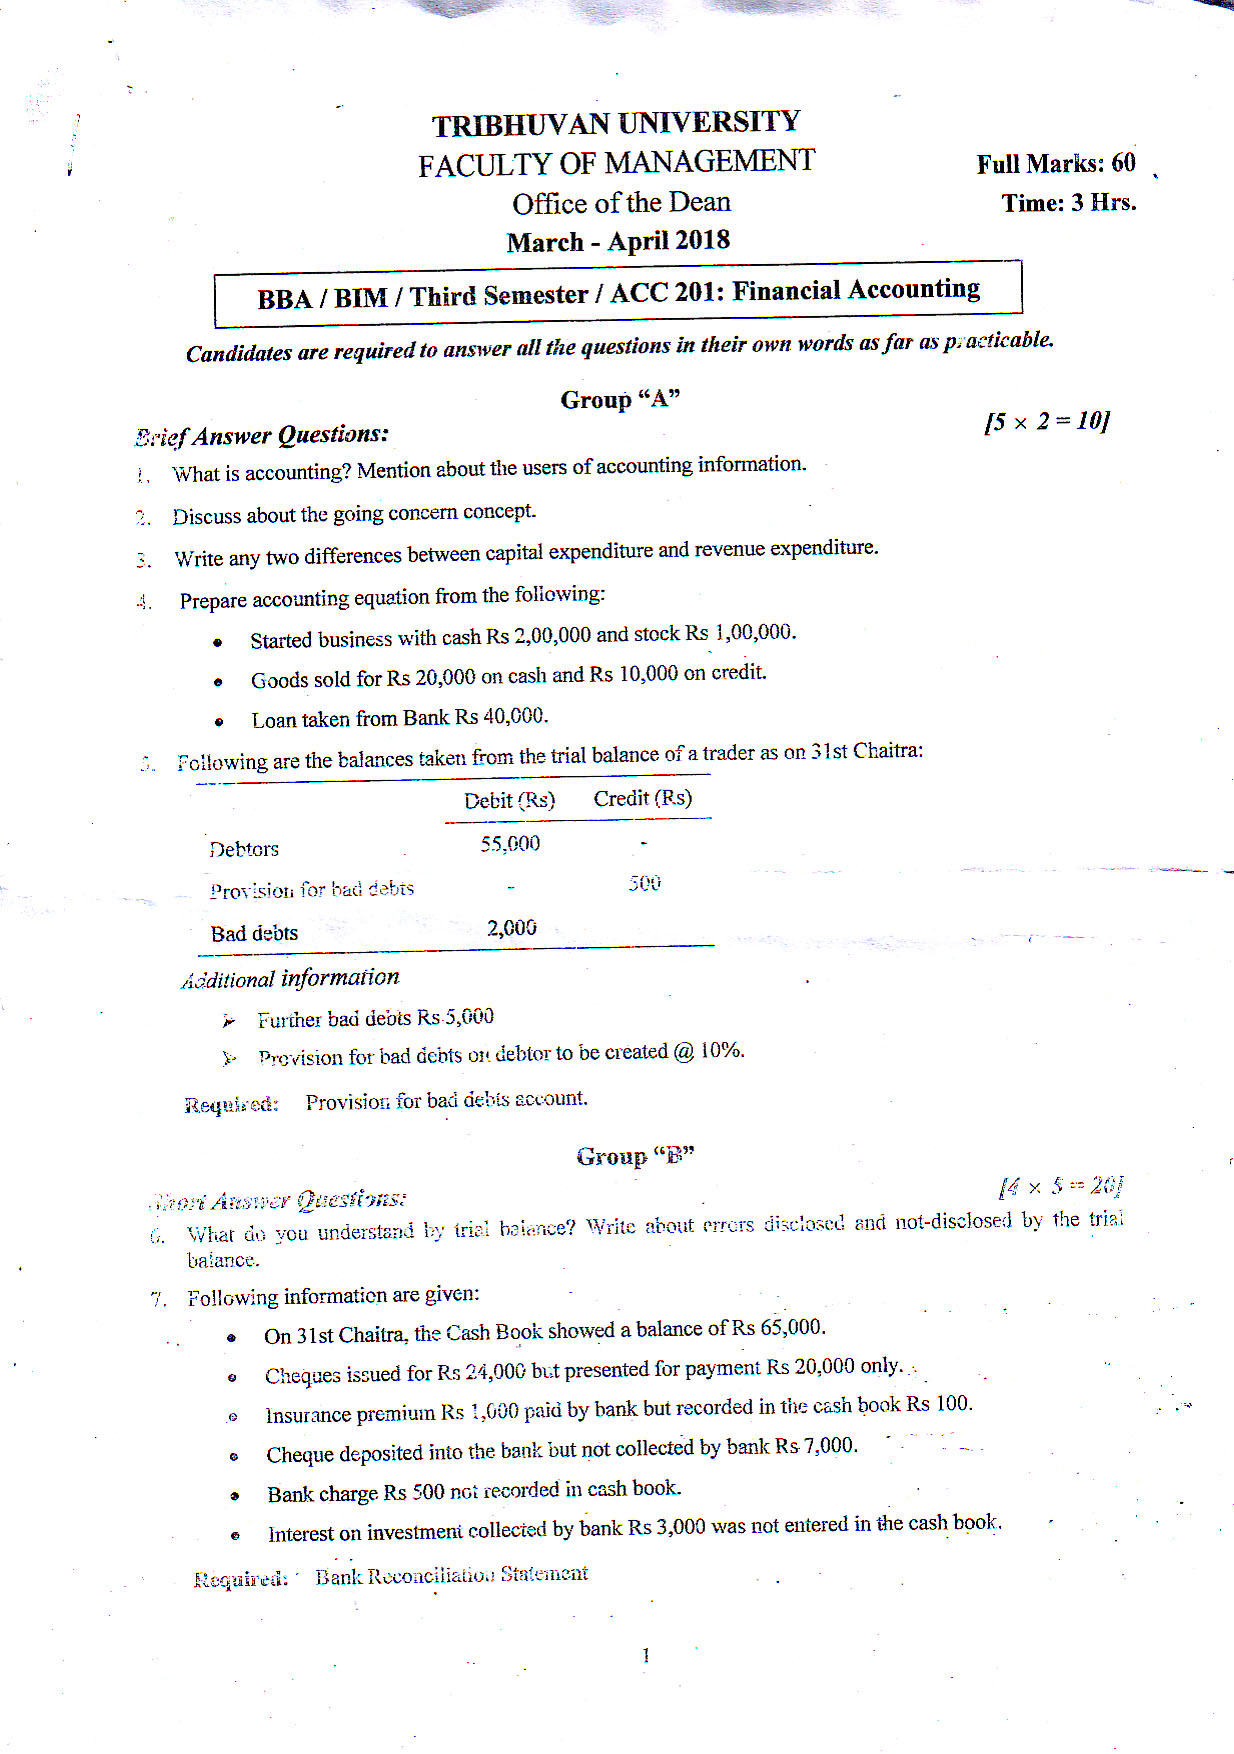 TRIBHUVAN UNIVERSITY
FACULTY OF MANAGEMENT
Full Marks: 60
Office of the Dean
Time: 3 Hrs.
March - April 2018
BBA / BIM / Third Semester / ACC 201: Financial Accounting
Candidates are required to answer all the questions in their own words as far as practicable.
Group “A”
Brief Answer Questions:
[5 × 2 = 10]
1. What is accounting? Mention about the users of accounting information.
2. Discuss about the going concern concept.
3. Write any two differences between capital expenditure and revenue expenditure.
4. Prepare accounting equation from the following:
• Started business with cash Rs 2,00,000 and stock Rs 1,00,000.
• Goods sold for Rs 20,000 on cash and Rs 10,000 on credit.
• Loan taken from Bank Rs 40,000.
5. Following are the balances taken from the trial balance of a trader as on 31st Chaitra:
Debit (Rs) Credit (Rs)
Debtors 55,000 -
Provision for bad debts - 500
Bad debts 2,000
Additional information
➢ Further bad debts Rs 5,000
➢ Provision for bad debts on debtor to be created @ 10%.
Required: Provision for bad debts account.
Group “B”
Short Answer Questions:
[4 × 5 = 20]
6. What do you understand by trial balance? Write about errors disclosed and not-disclosed by the trial
balance.
7. Following information are given:
• On 31st Chaitra, the Cash Book showed a balance of Rs 65,000.
• Cheques issued for Rs 24,000 but presented for payment Rs 20,000 only.
• Insurance premium Rs 1,000 paid by bank but recorded in the cash book Rs 100.
• Cheque deposited into the bank but not collected by bank Rs 7,000.
• Bank charge Rs 500 not recorded in cash book.
• Interest on investment collected by bank Rs 3,000 was not entered in the cash book.
Required: Bank Reconciliation Statement
1